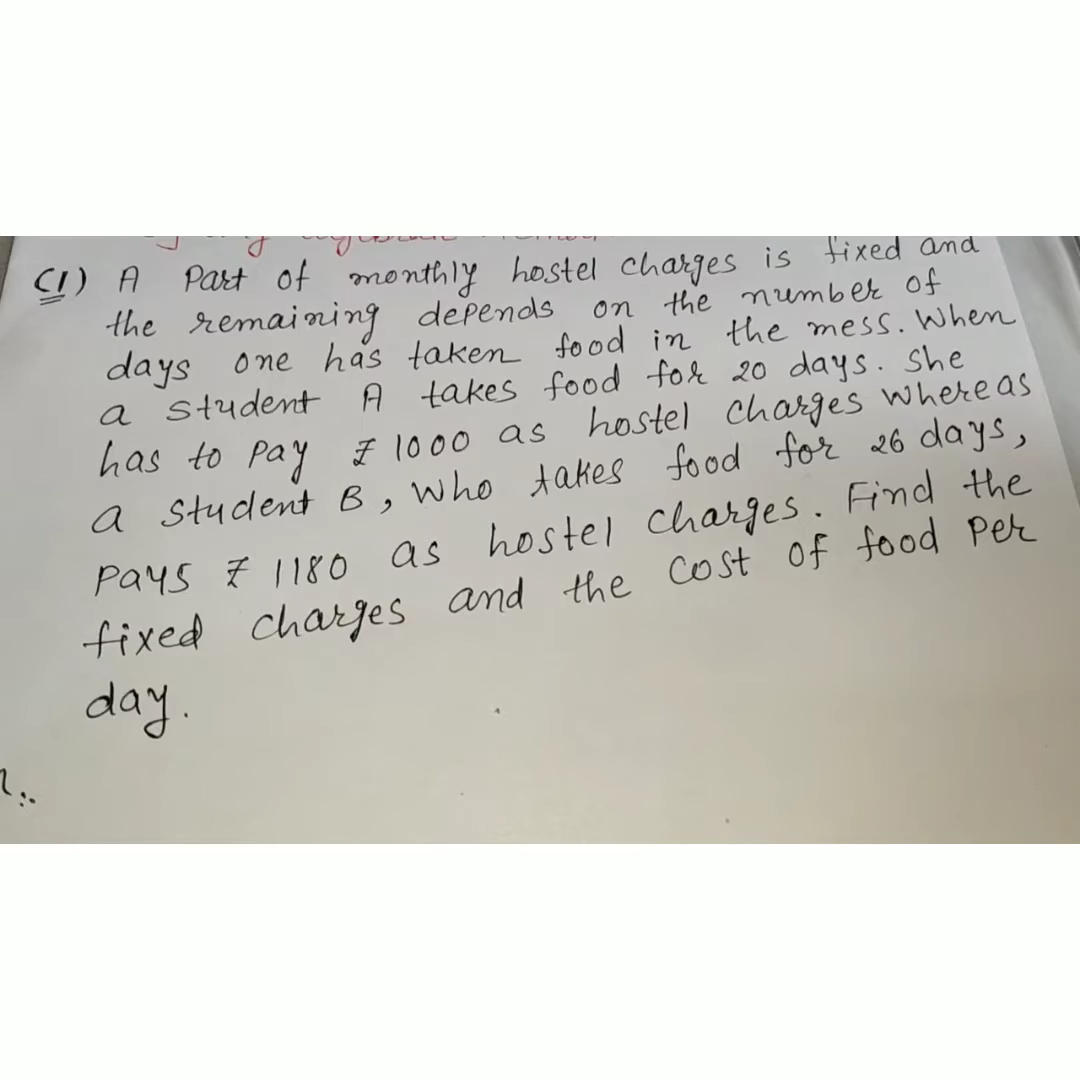 C1) A Part of monthly hostel charges is fixed and
the remaining depends on the number of
days one has taken food in the mess. When
a student A takes food for 20 days. She
has to pay ₹ 1000 as hostel charges whereas
a student B, who takes food for 26 days,
pays ₹ 1180 as hostel charges. Find the
fixed charges and the cost of food per
day.